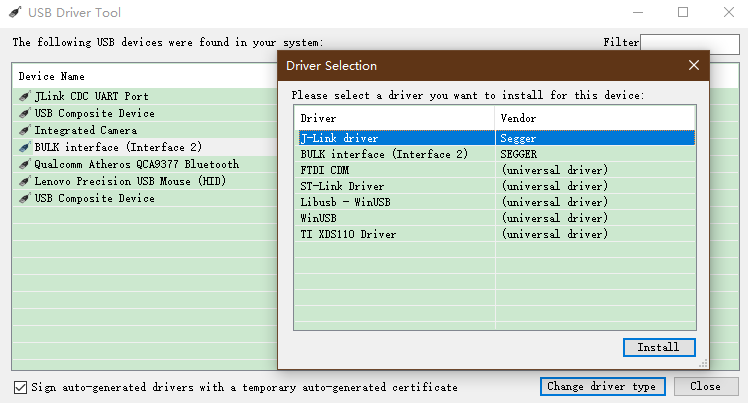 USB Driver Tool
The following USB devices were found in your system:
Filter
Device Name
JLink CDC UART Port
USB Composite Device
Integrated Camera
BULK interface (Interface 2)
Qualcomm Atheros QCA9377 Bluetooth
Lenovo Precision USB Mouse (HID)
USB Composite Device
Driver Selection
Please select a driver you want to install for this device:
Driver Vendor
J-Link driver Segger
BULK interface (Interface 2) SEGGER
FTDI CDM (universal driver)
ST-Link Driver (universal driver)
Libusb - WinUSB (universal driver)
WinUSB (universal driver)
TI XDS110 Driver (universal driver)
Install
Sign auto-generated drivers with a temporary auto-generated certificate
Change driver type
Close